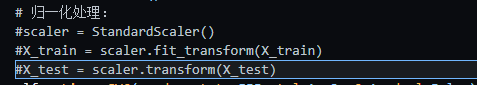 # 归一化处理：
#scaler = StandardScaler()
#X_train = scaler.fit_transform(X_train)
#X_test = scaler.transform(X_test)